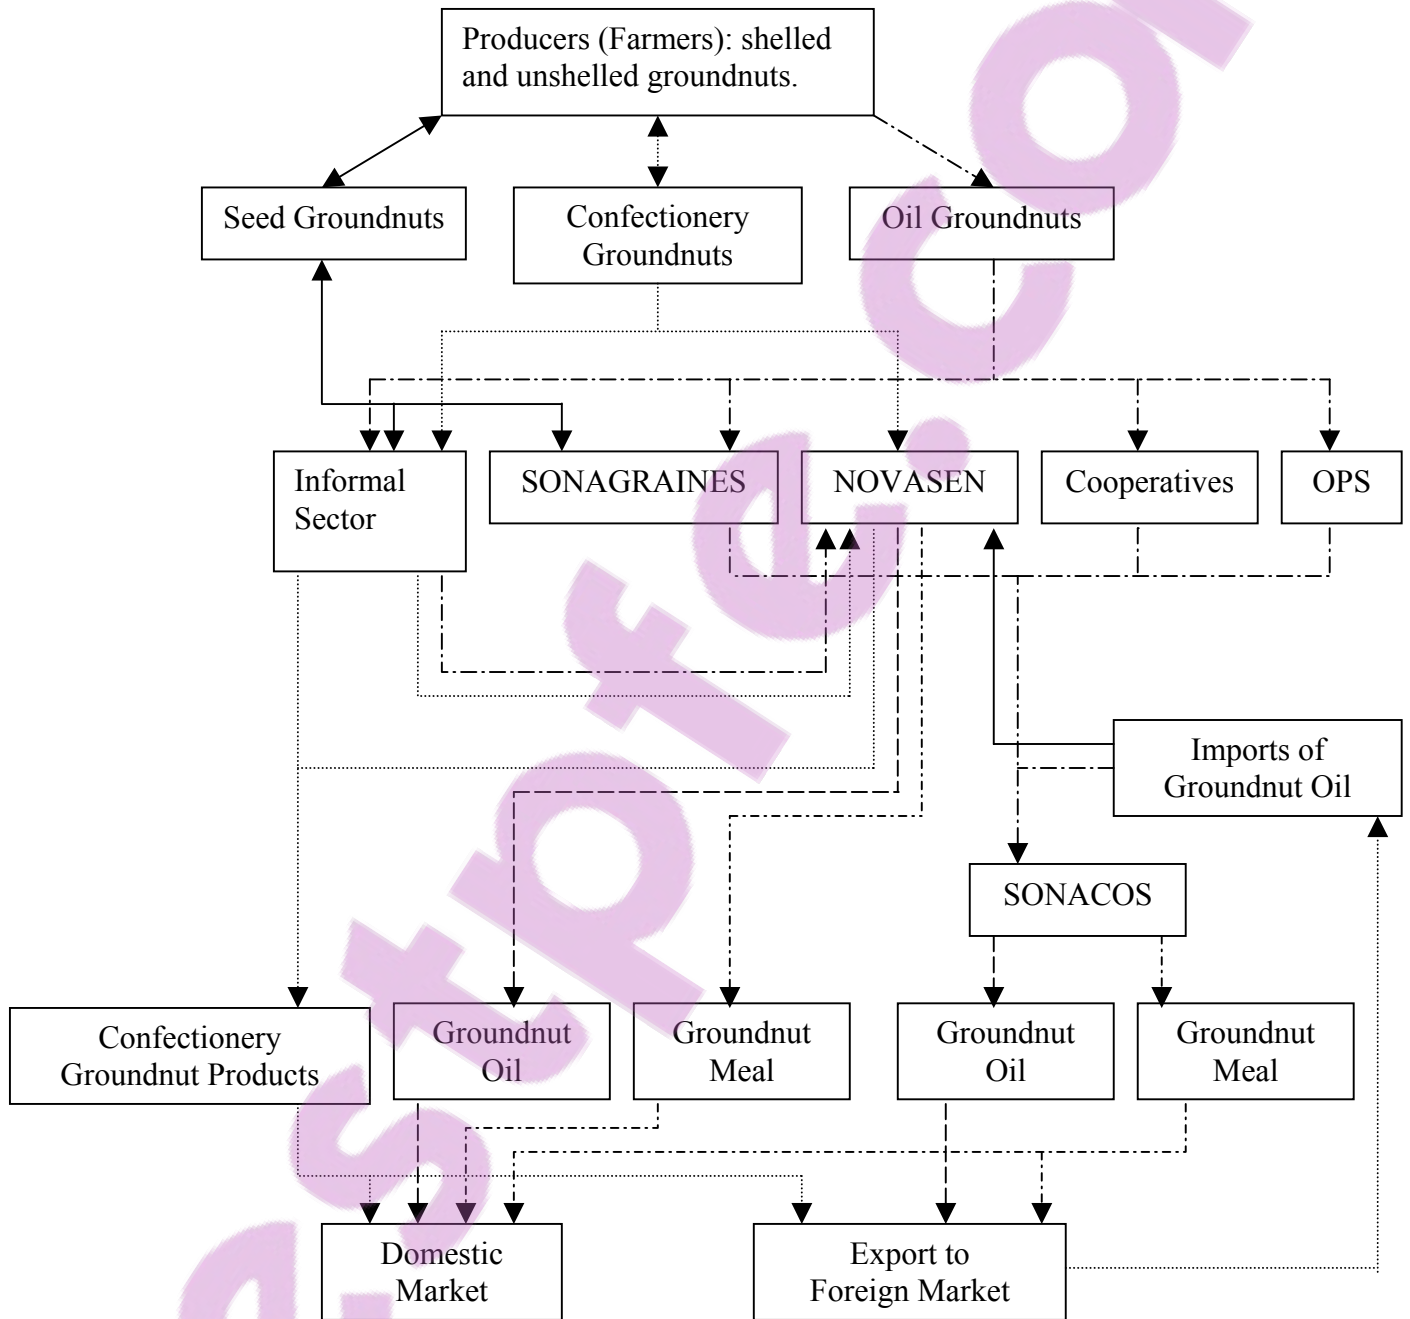 Producers (Farmers): shelled
and unshelled groundnuts.
Seed Groundnuts
Confectionery
Groundnuts
Oil Groundnuts
Informal
Sector
SONAGRAINES
NOVASEN
Cooperatives
OPS
Imports of
Groundnut Oil
SONACOS
Confectionery
Groundnut Products
Groundnut
Oil
Groundnut
Meal
Groundnut
Oil
Groundnut
Meal
Domestic
Market
Export to
Foreign Market
estpfe.co